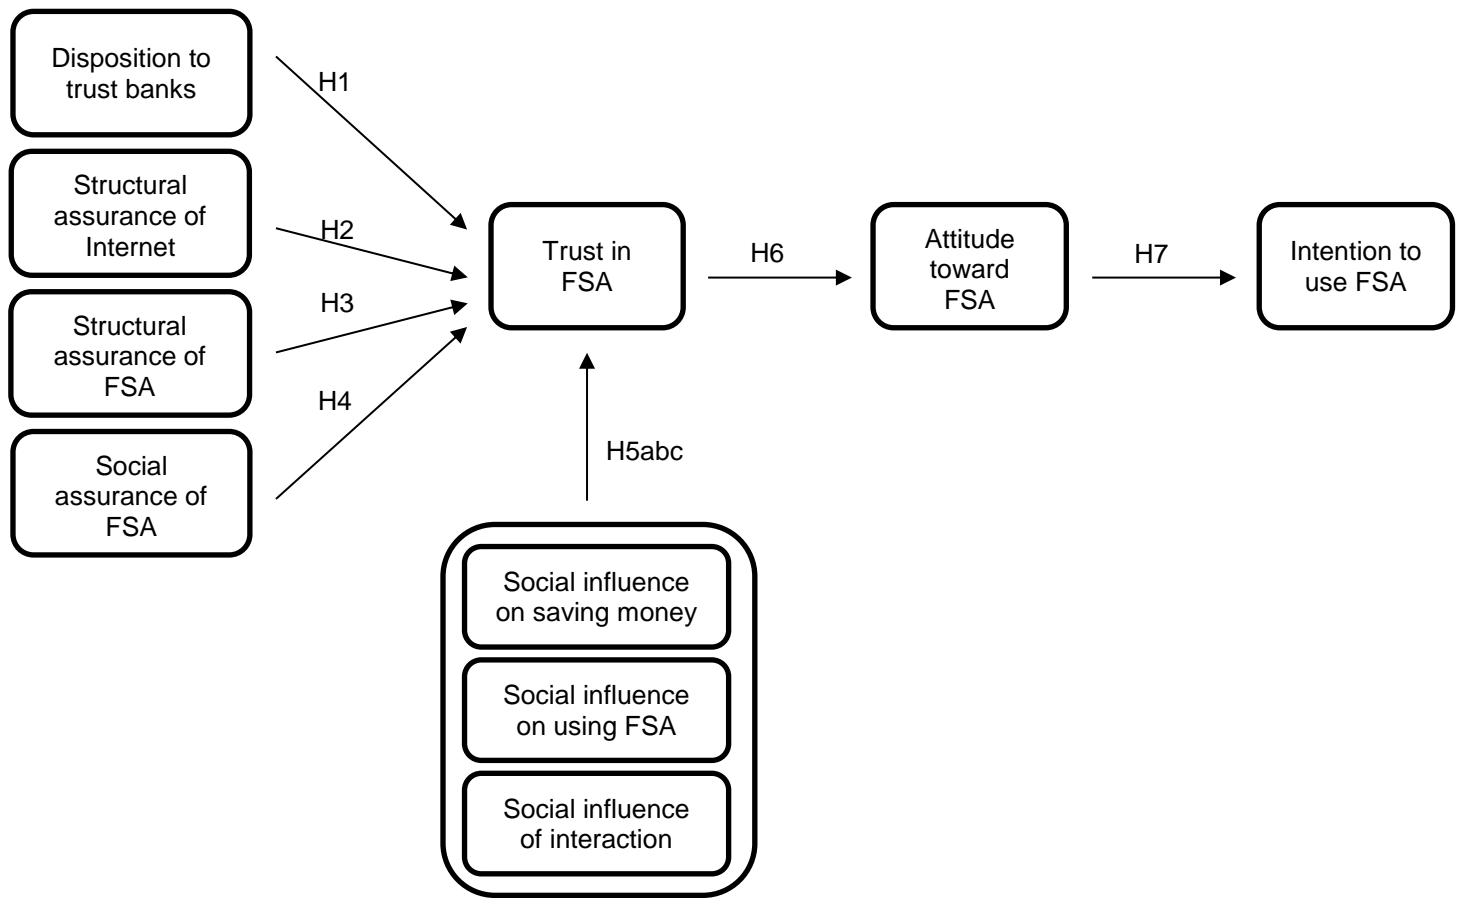 Disposition to
trust banks
H1
Structural
assurance of
Internet
H2
Structural
assurance of
FSA
H3
Social
assurance of
FSA
H4
Trust in
FSA
H6
Attitude
toward
FSA
H7
Intention to
use FSA
H5abc
Social influence
on saving money
Social influence
on using FSA
Social influence
of interaction